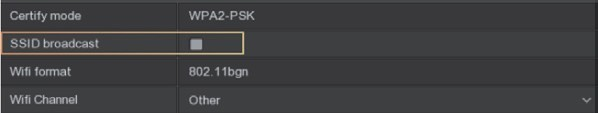 Certify mode WPA2-PSK
SSID broadcast
Wifi format 802.11bgn
Wifi Channel Other